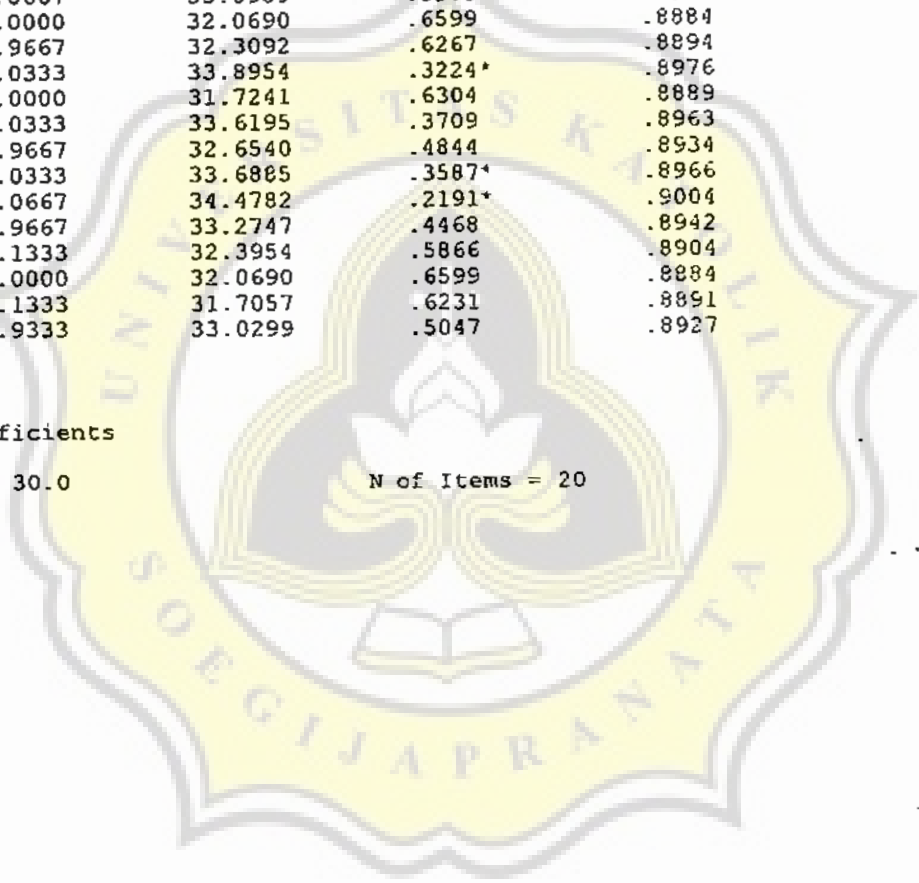 .0000 32.0690 .6599 .8884
.9667 32.3092 .6267 .8894
.0333 33.8954 .3224* .8976
.0000 31.7241 .6304 .8889
.0333 33.6195 .3709 .8963
.9667 32.6540 .4844 .8934
.0333 33.6885 .3587* .8966
.0667 34.4782 .2191* .9004
.9667 33.2747 .4468 .8942
.1333 32.3954 .5866 .8904
.0000 32.0690 .6599 .8884
.1333 31.7057 .6231 .8891
.9333 33.0299 .5047 .8927
ficients
30.0 N of Items = 20
UNIVERSITAS KATOLIK
SOEGIJAPRANATA